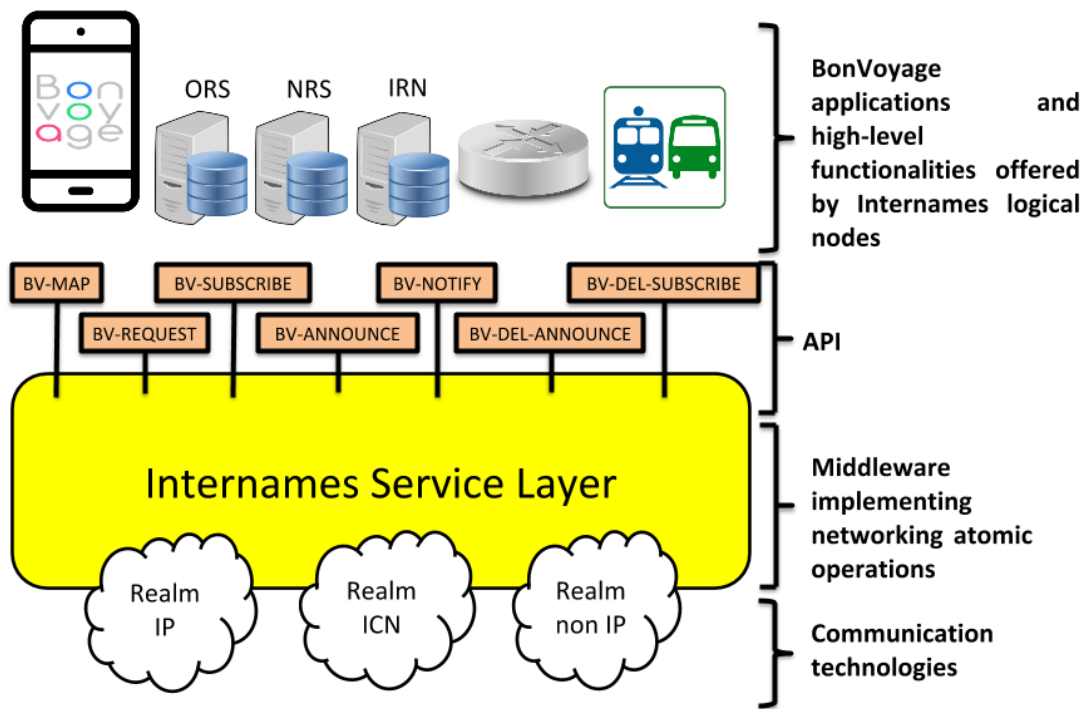 Bon
voy
age
ORS
NRS
IRN
BonVoyage
applications and
high-level
functionalities offered
by Internames logical
nodes
BV-MAP
BV-SUBSCRIBE
BV-NOTIFY
BV-DEL-SUBSCRIBE
BV-REQUEST
BV-ANNOUNCE
BV-DEL-ANNOUNCE
API
Internames Service Layer
Middleware
implementing
networking atomic
operations
Realm
IP
Realm
ICN
Realm
non IP
Communication
technologies